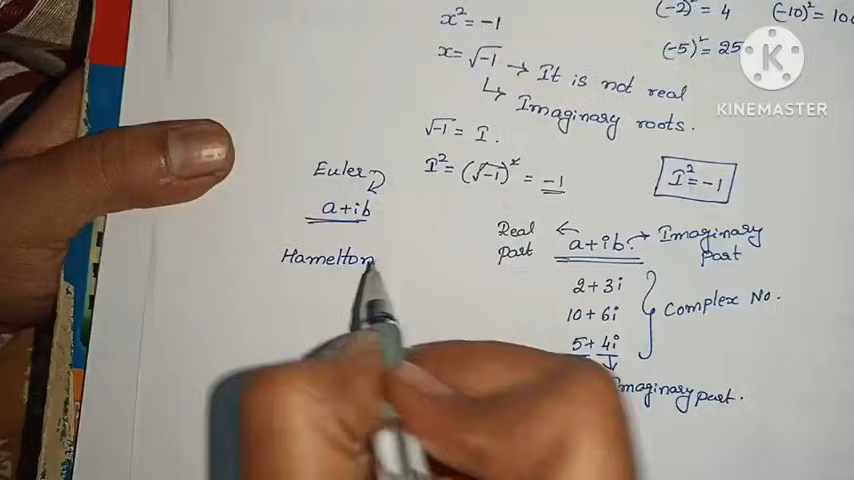 x² = -1
x = √-1 → It is not real
↳ Imaginary roots.
(-2)² = 4
(-10)² = 100
(-5)² = 25
KINEMASTER
√-1 = I.
I² = (√-1)² = -1
I² = -1
Euler
a+ib
Hamelton
Real part ← a+ib. → Imaginary part
2+3i
10+6i
5+4i
Complex No.
Imaginary part.